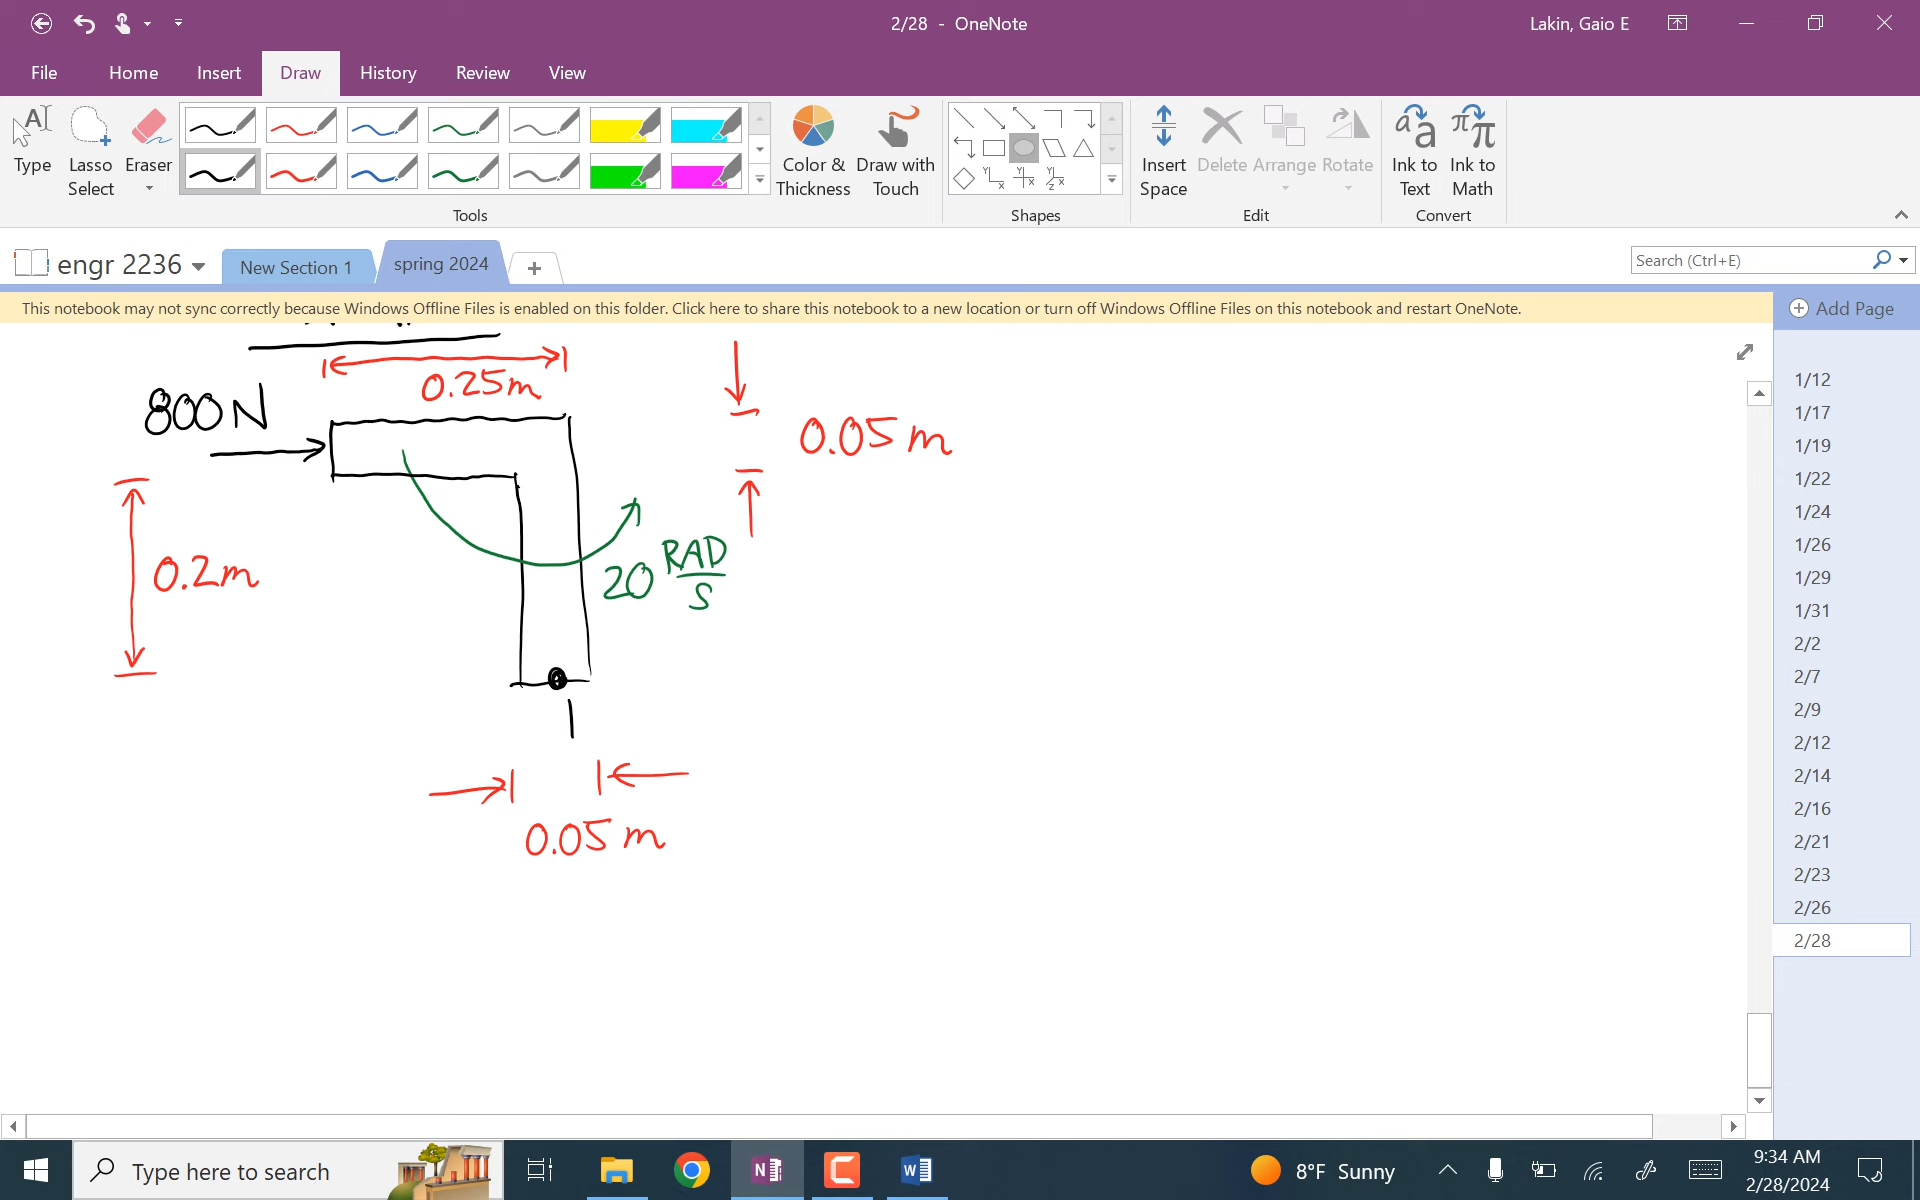 2/28 - OneNote
Lakin, Gaio E
File
Home
Insert
Draw
History
Review
View
Type
Lasso
Select
Eraser
Color &
Thickness
Draw with
Touch
Insert
Space
Delete
Arrange
Rotate
Ink to
Text
Ink to
Math
Tools
Shapes
Edit
Convert
engr 2236
New Section 1
spring 2024
Search (Ctrl+E)
This notebook may not sync correctly because Windows Offline Files is enabled on this folder. Click here to share this notebook to a new location or turn off Windows Offline Files on this notebook and restart OneNote.
Add Page
0.25m
800N
0.05m
0.2m
20 RAD
S
1
0.05m
1/12
1/17
1/19
1/22
1/24
1/26
1/29
1/31
2/2
2/7
2/9
2/12
2/14
2/16
2/21
2/23
2/26
2/28
Type here to search
8°F Sunny
9:34 AM
2/28/2024